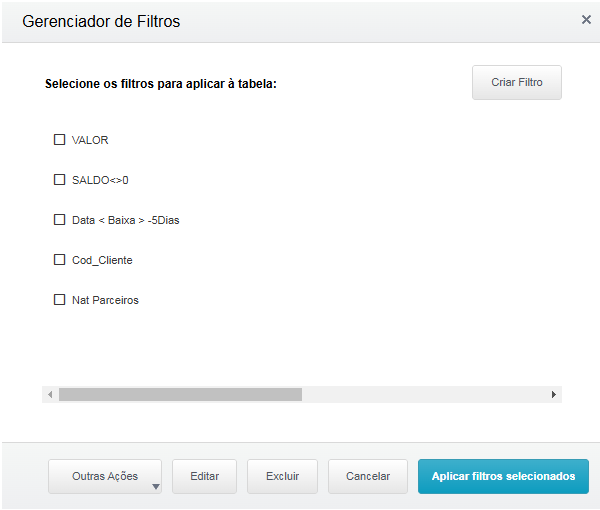 Gerenciador de Filtros
Selecione os filtros para aplicar à tabela:
Criar Filtro
VALOR
SALDO<>0
Data < Baixa > -5Dias
Cod_Cliente
Nat Parceiros
Outras Ações
Editar
Excluir
Cancelar
Aplicar filtros selecionados